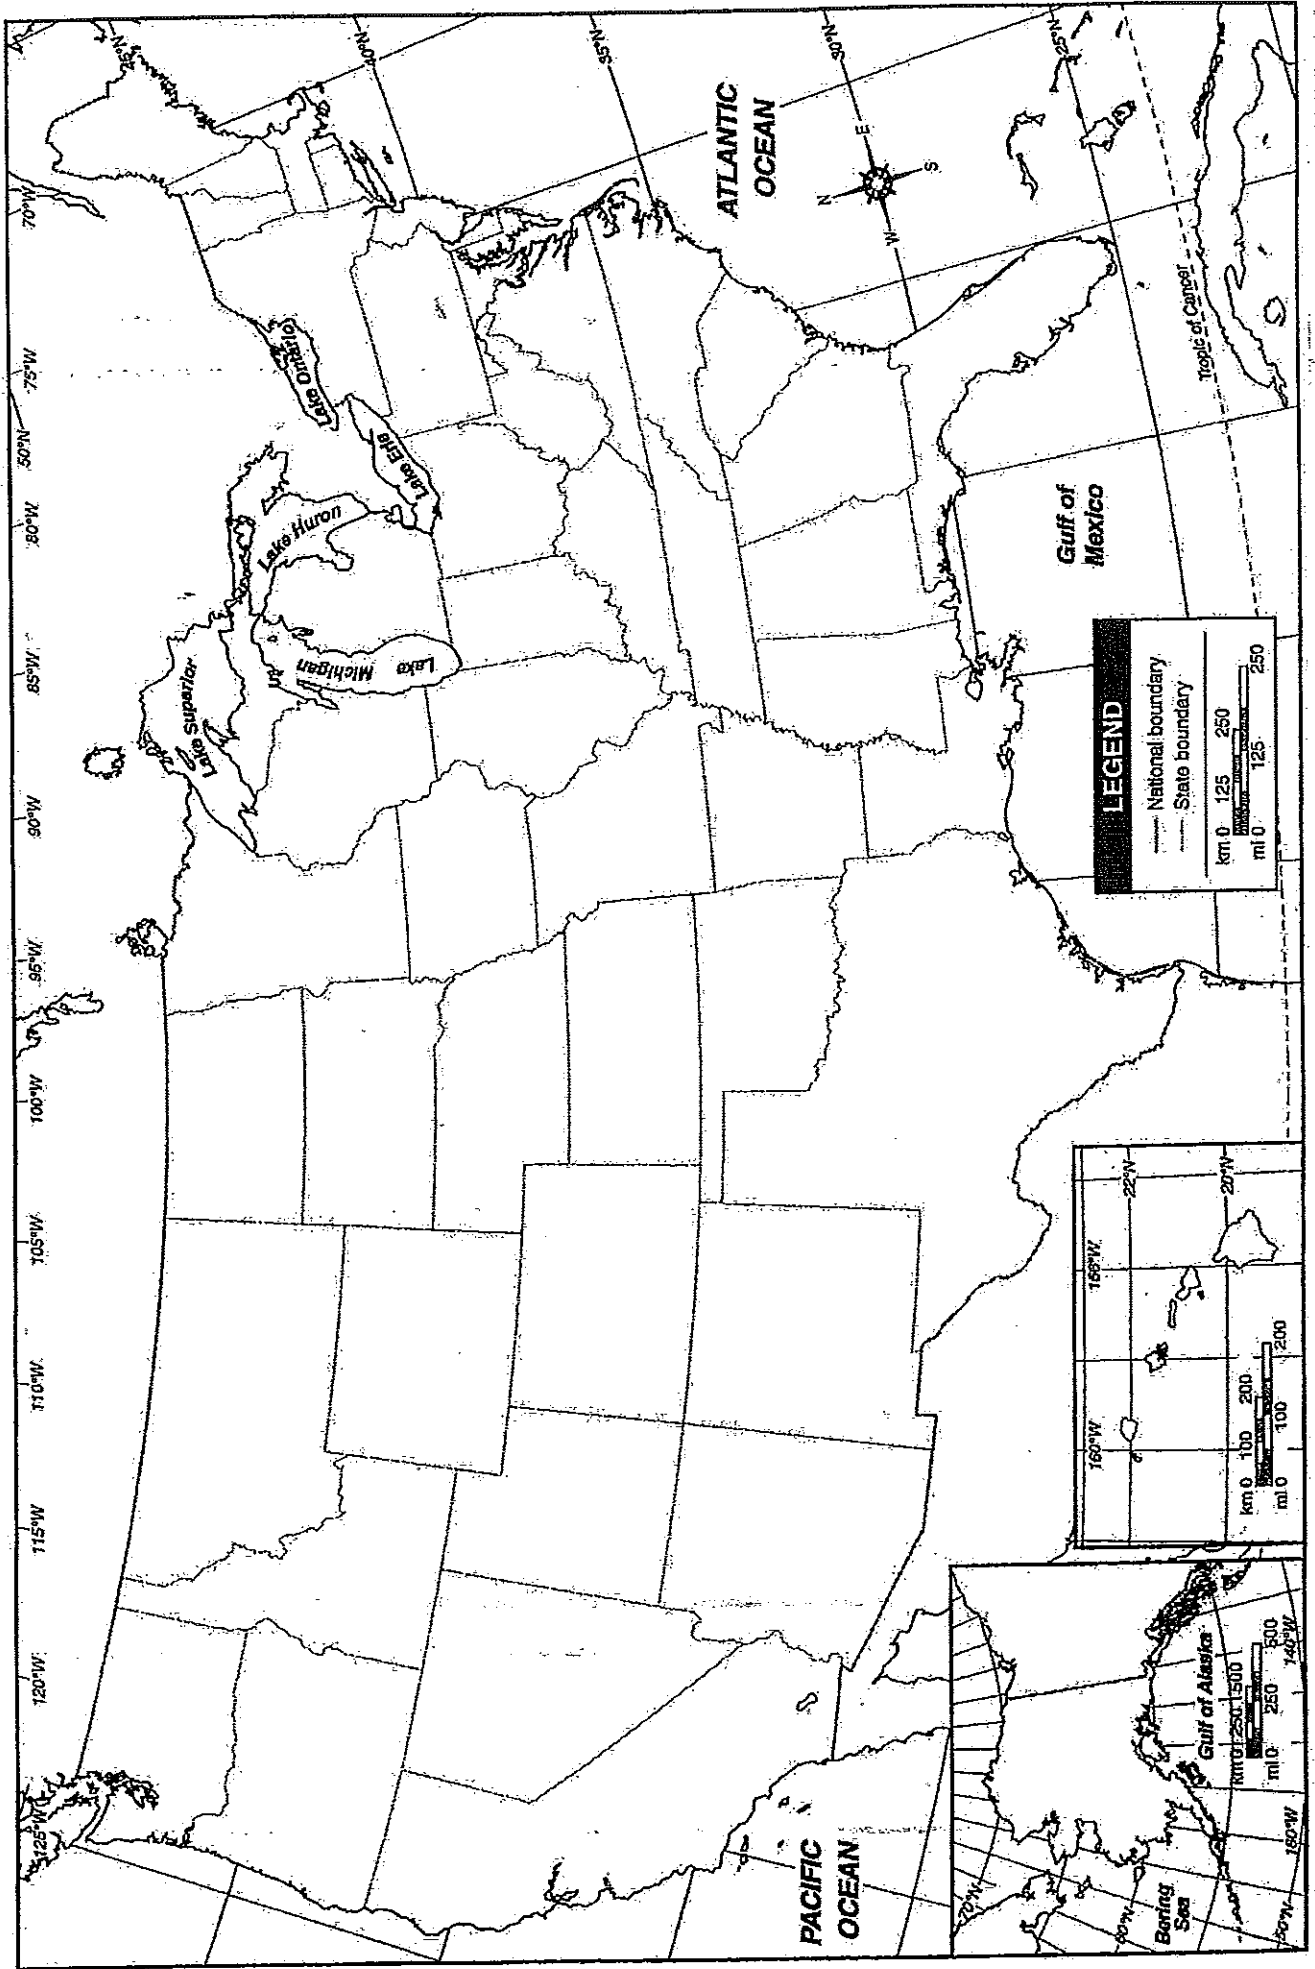 125°W
120°W
115°W
110°W
105°W
100°W
95°W
90°W
85°W
80°W
50°N
75°W
70°W
45°N
40°N
35°N
30°N
25°N
Lake Superior
Lake
Michigan
Lake Huron
Lake Erie
Lake Ontario
ATLANTIC
OCEAN
N
E
S
W
PACIFIC
OCEAN
Gulf of
Mexico
Tropic of Cancer
LEGEND
National boundary
State boundary
km 0 125 250
mi 0 125 250
160°W
22°N
20°N
km 0 100 200
mi 0 100 200
70°N
60°N
50°N
Bering
Sea
Gulf of Alaska
km 0 250 500
mi 0 250 500
140°W